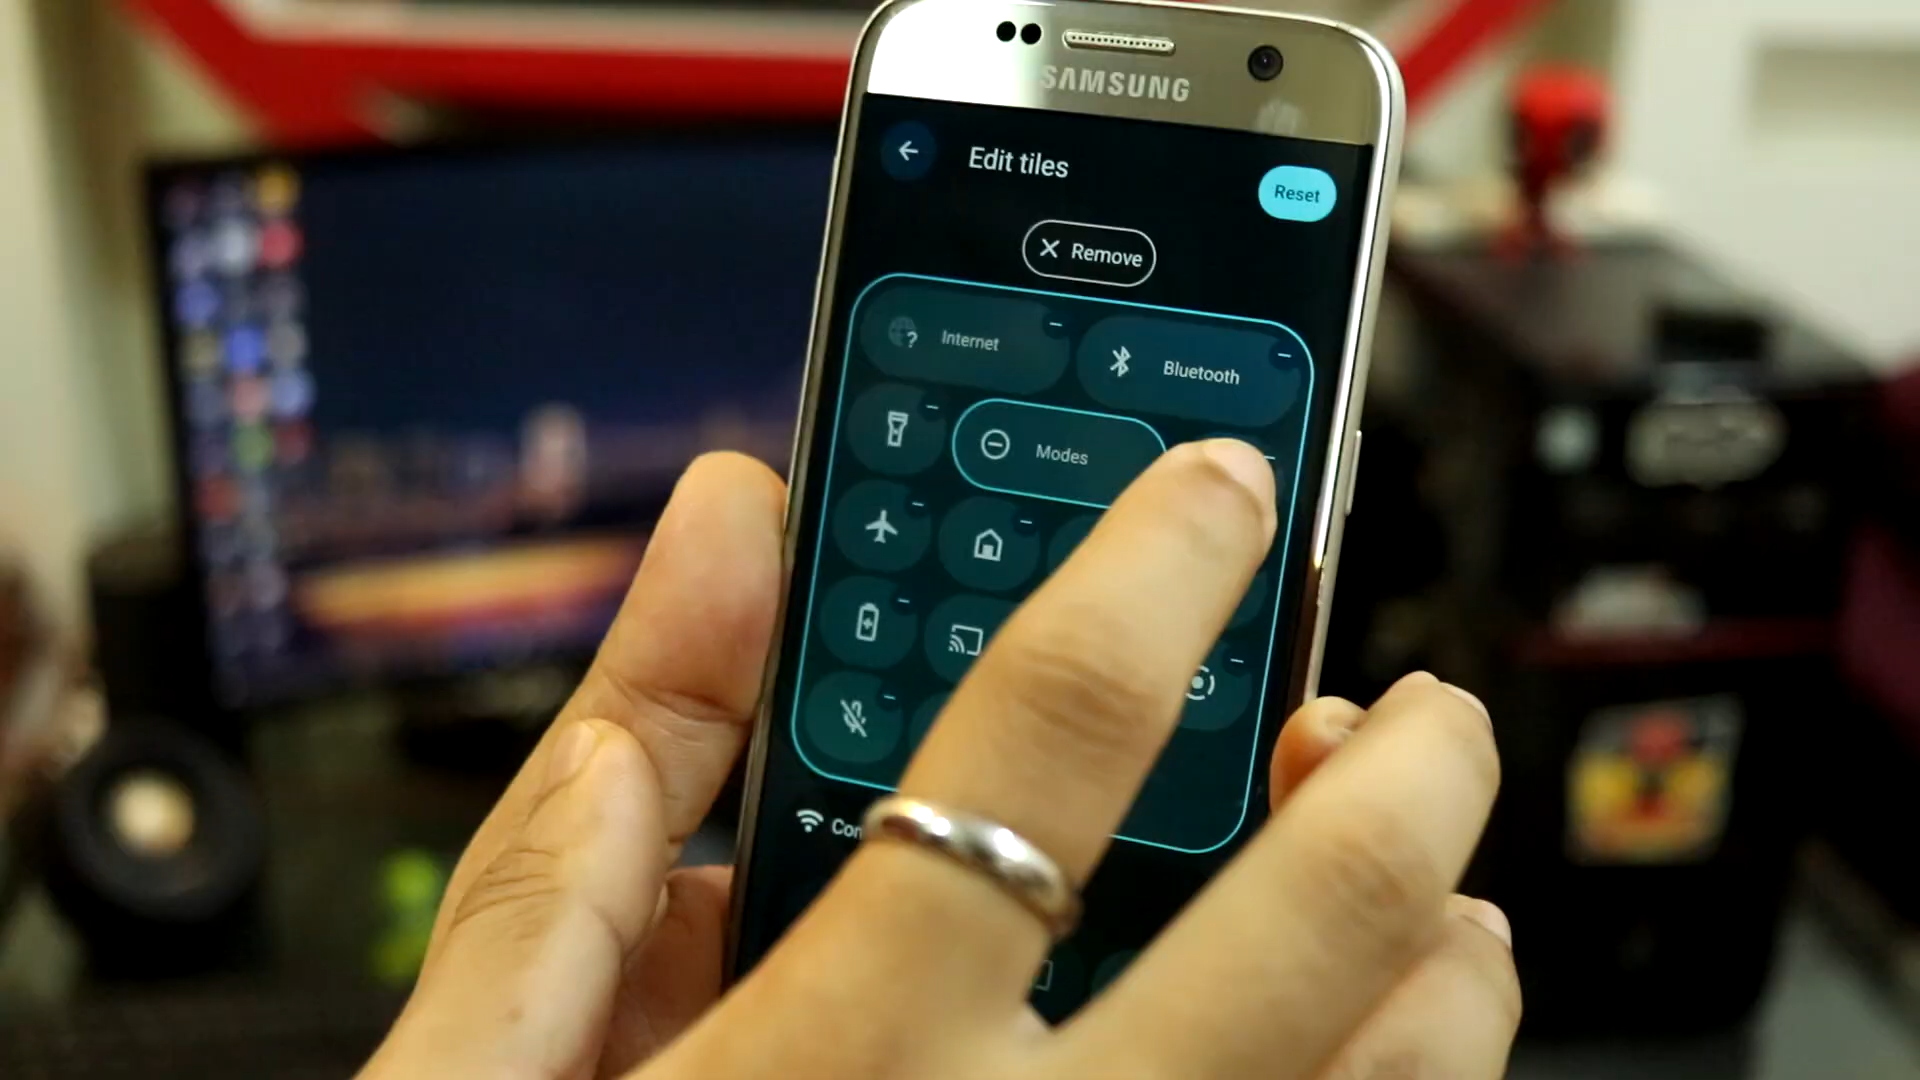 SAMSUNG
Edit tiles
Reset
Remove
Internet
Bluetooth
Modes